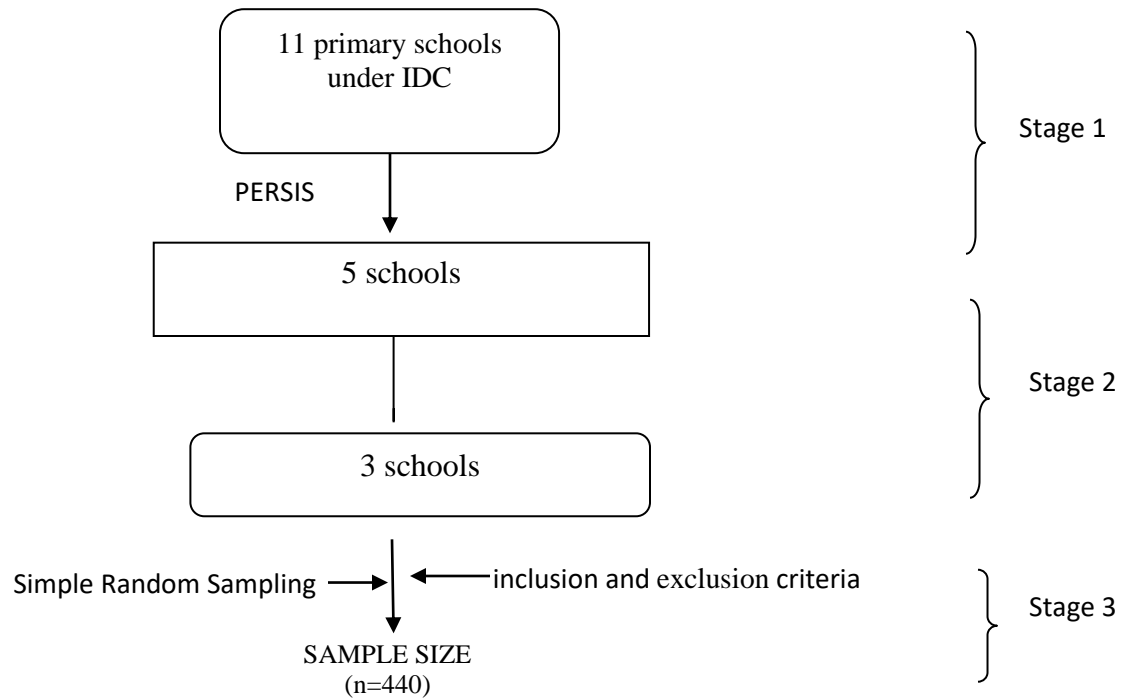 11 primary schools
under IDC
Stage 1
PERSIS
5 schools
Stage 2
3 schools
Simple Random Sampling
inclusion and exclusion criteria
Stage 3
SAMPLE SIZE
(n=440)